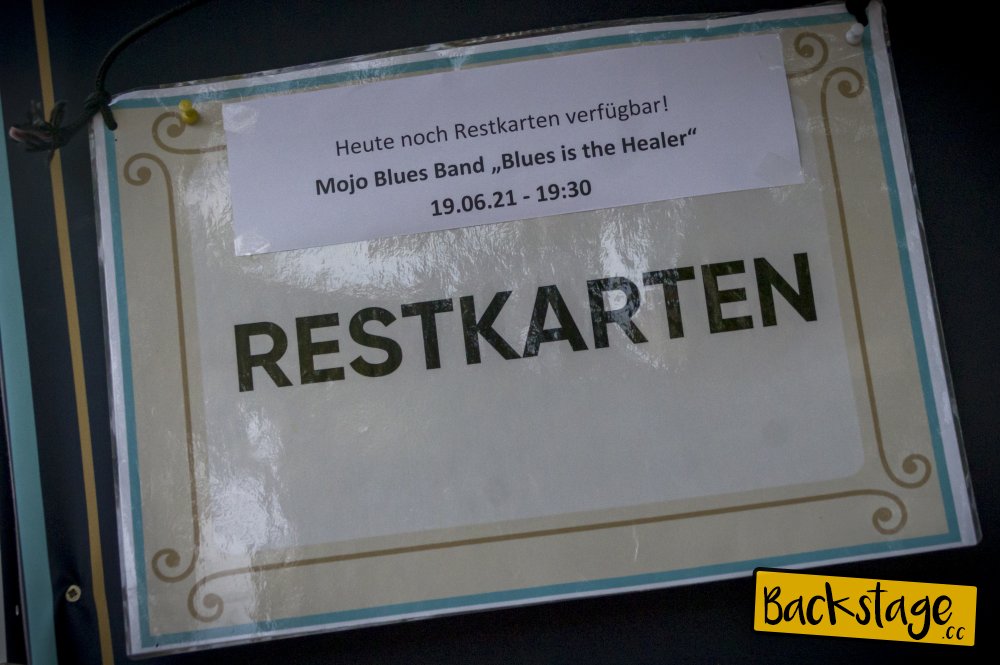 Heute noch Restkarten verfügbar!
Mojo Blues Band „Blues is the Healer“
19.06.21 - 19:30
RESTKARTEN
Backstage
.cc